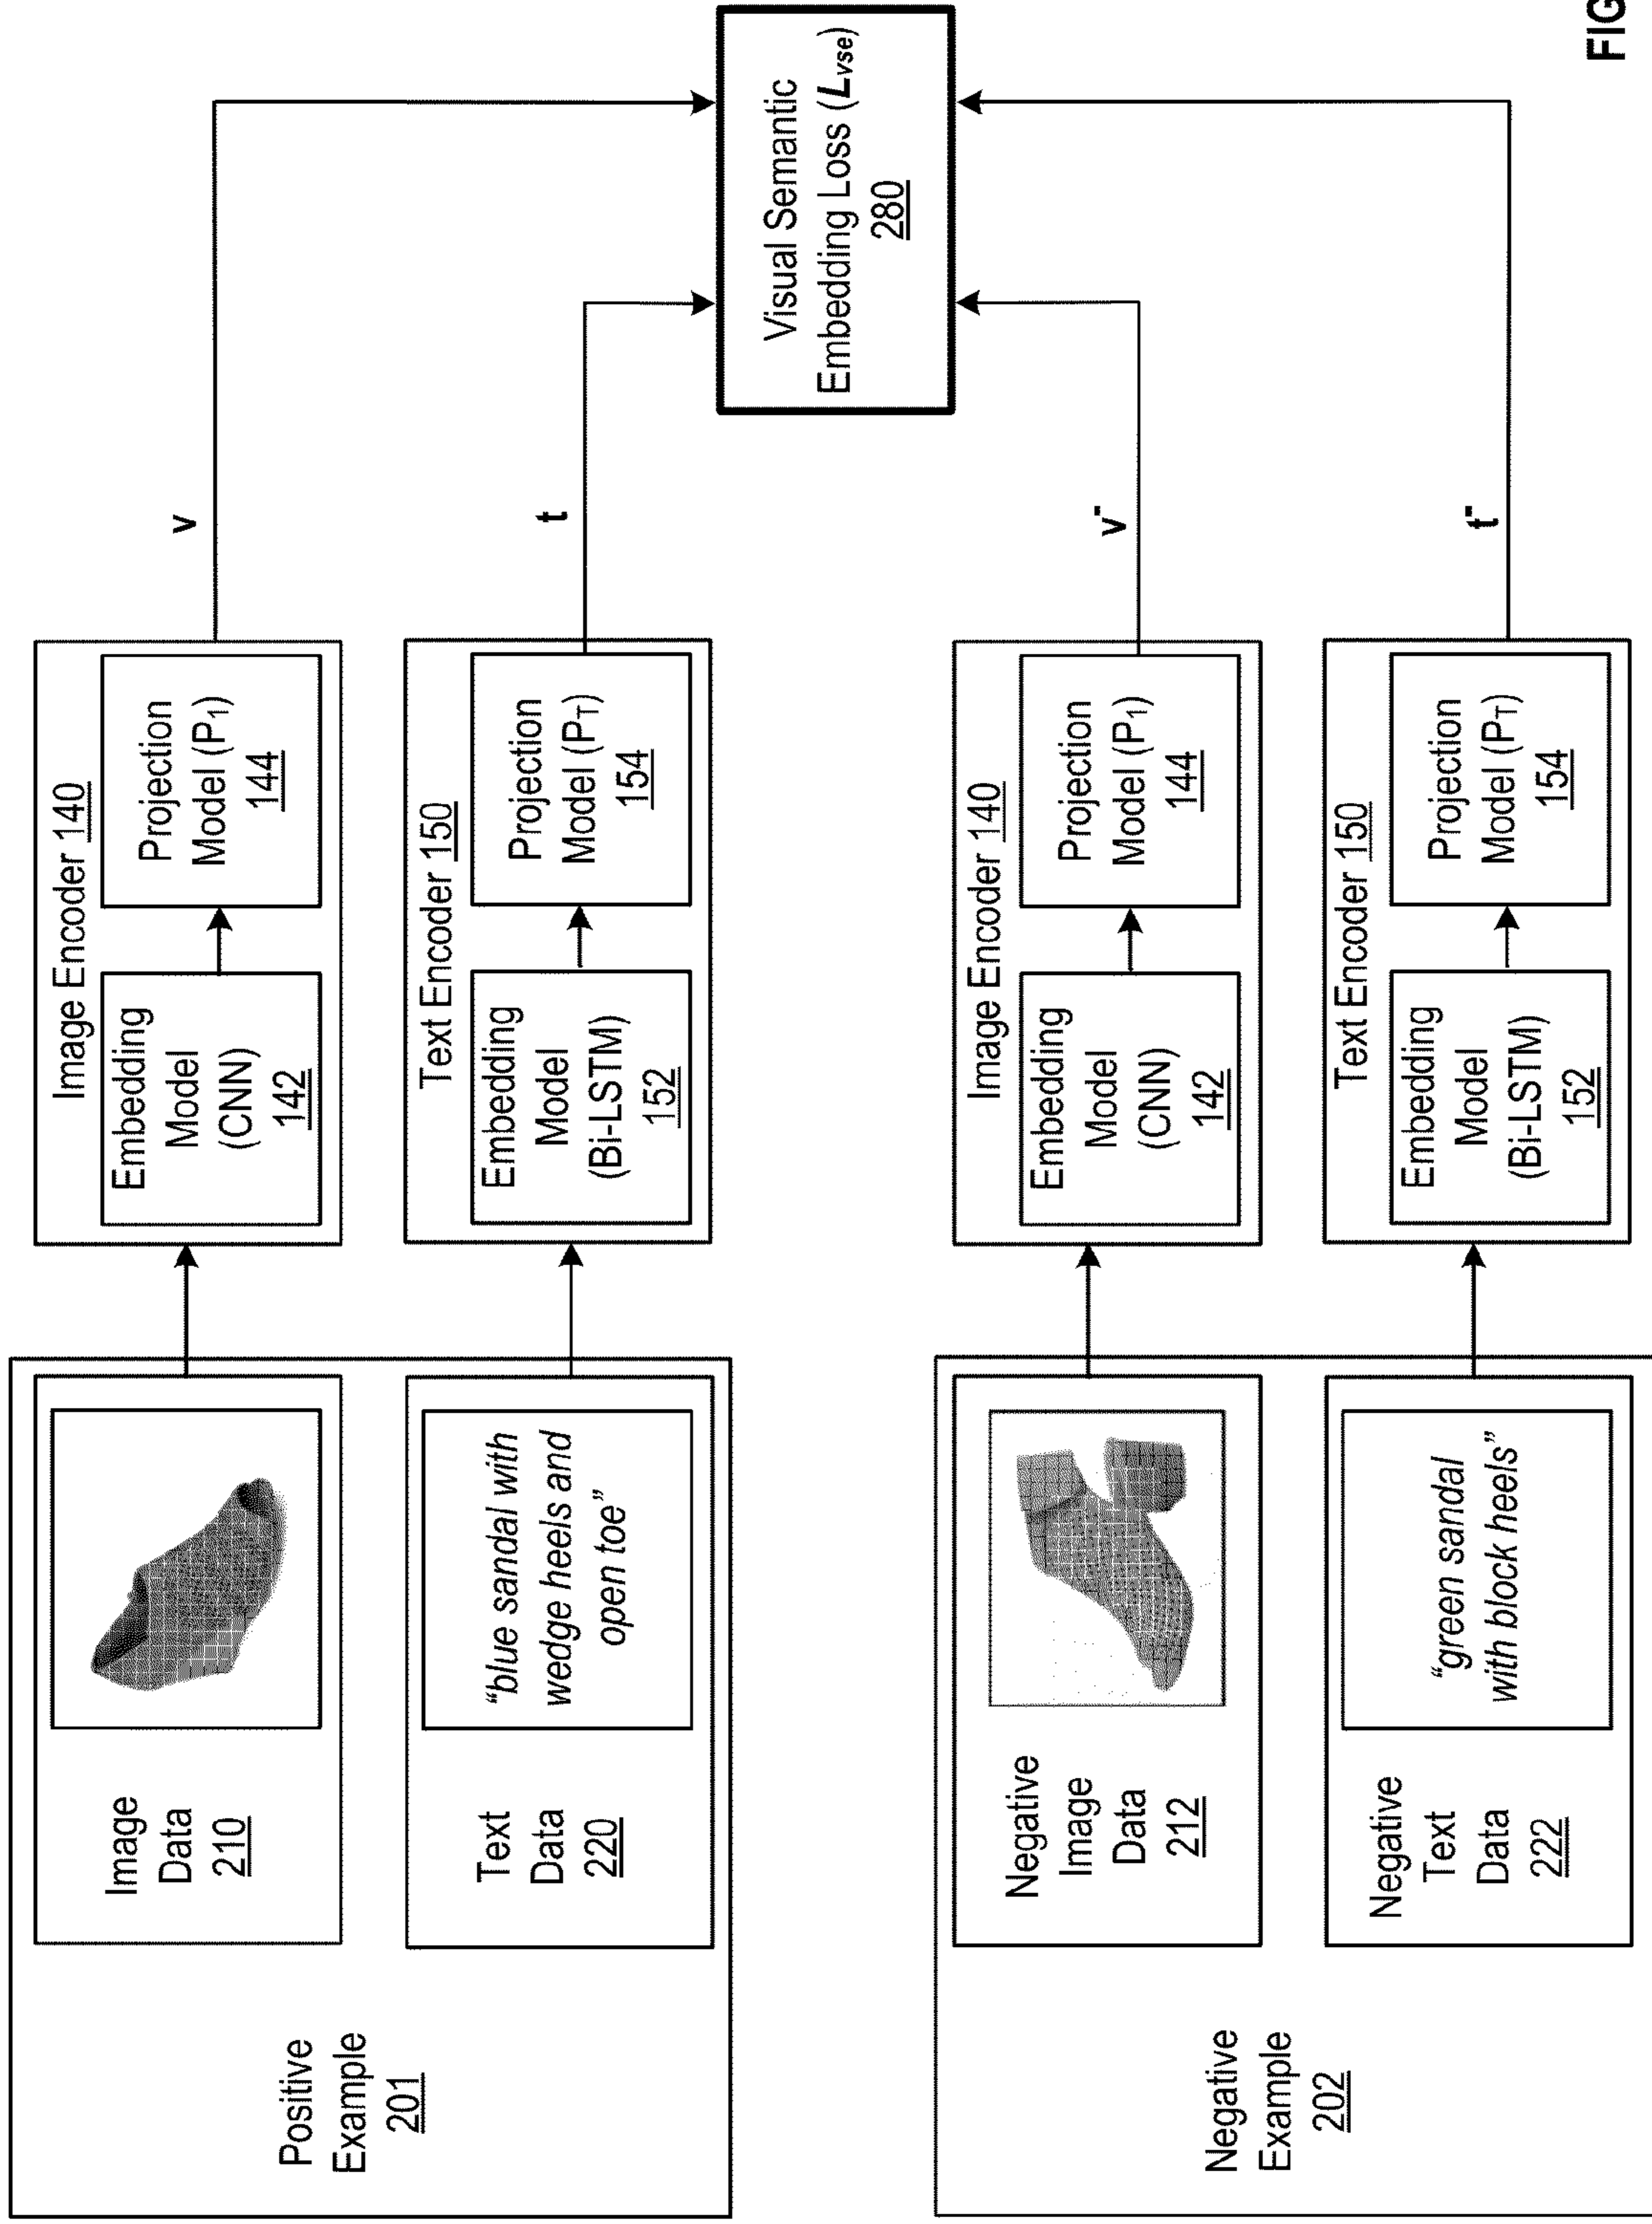 Positive
Example
201
Image
Data
210
Text
Data
220
“blue sandal with
wedge heels and
open toe”
Image Encoder 140
Embedding
Model
(CNN)
142
Projection
Model (P1)
144
Text Encoder 150
Embedding
Model
(Bi-LSTM)
152
Projection
Model (PT)
154
v
t
Visual Semantic
Embedding Loss (Lvse)
280
Negative
Example
202
Negative
Image
Data
212
Negative
Text
Data
222
“green sandal
with block heels”
Image Encoder 140
Embedding
Model
(CNN)
142
Projection
Model (P1)
144
Text Encoder 150
Embedding
Model
(Bi-LSTM)
152
Projection
Model (PT)
154
v-
t-
FIG